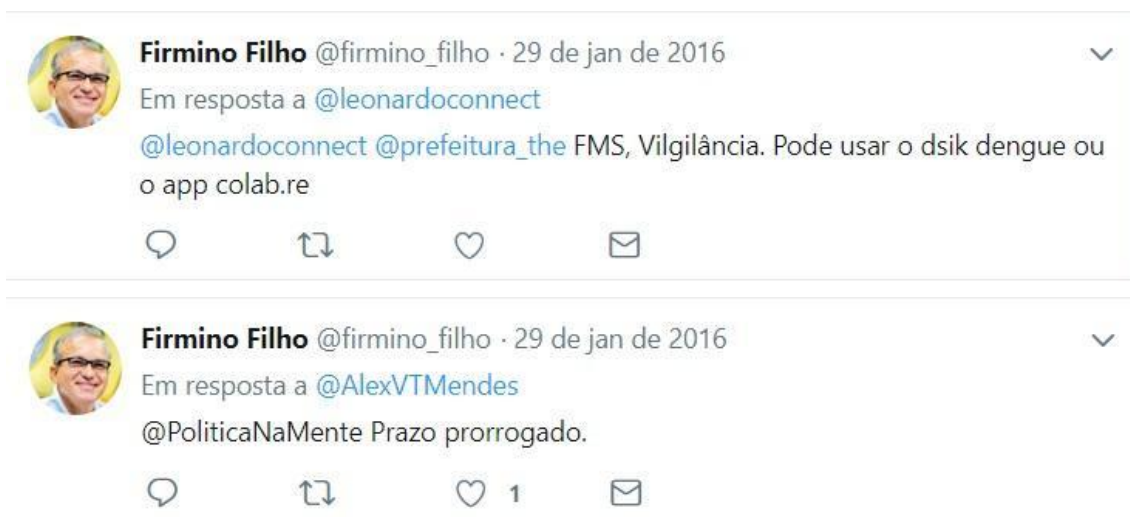 Firmino Filho @firmino_filho · 29 de jan de 2016
Em resposta a @leonardoconnect
@leonardoconnect @prefeitura_the FMS, Vilgilância. Pode usar o dsik dengue ou
o app colab.re
Firmino Filho @firmino_filho · 29 de jan de 2016
Em resposta a @AlexVTMendes
@PoliticaNaMente Prazo prorrogado.
1